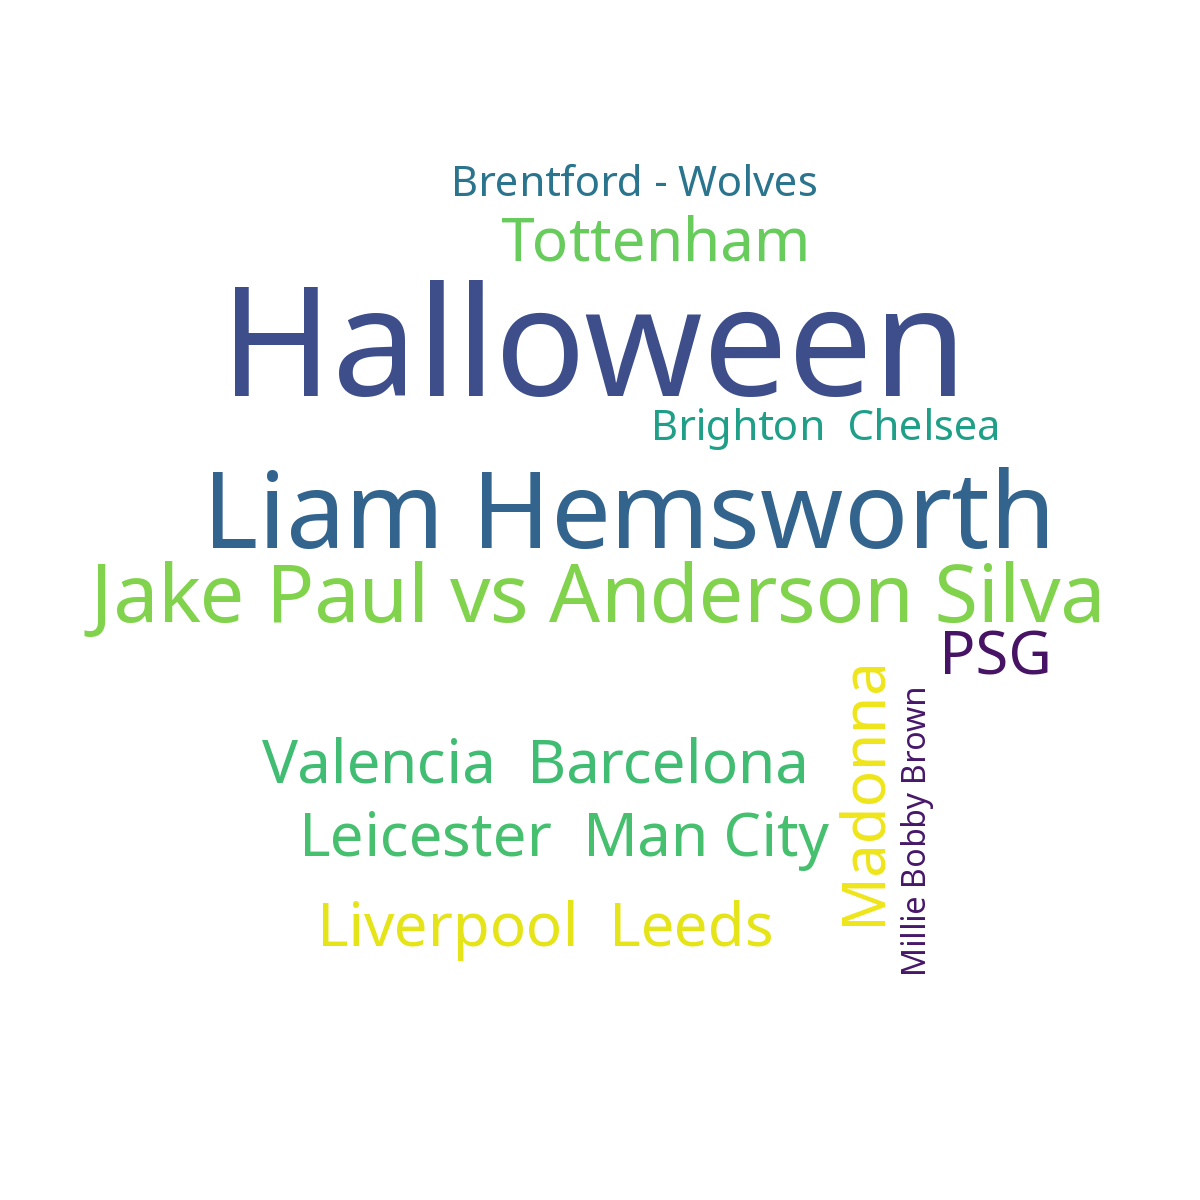 Brentford - Wolves
Tottenham
Halloween
Brighton  Chelsea
Liam Hemsworth
Jake Paul vs Anderson Silva
PSG
Valencia  Barcelona
Leicester  Man City
Liverpool  Leeds
Madonna
Millie Bobby Brown